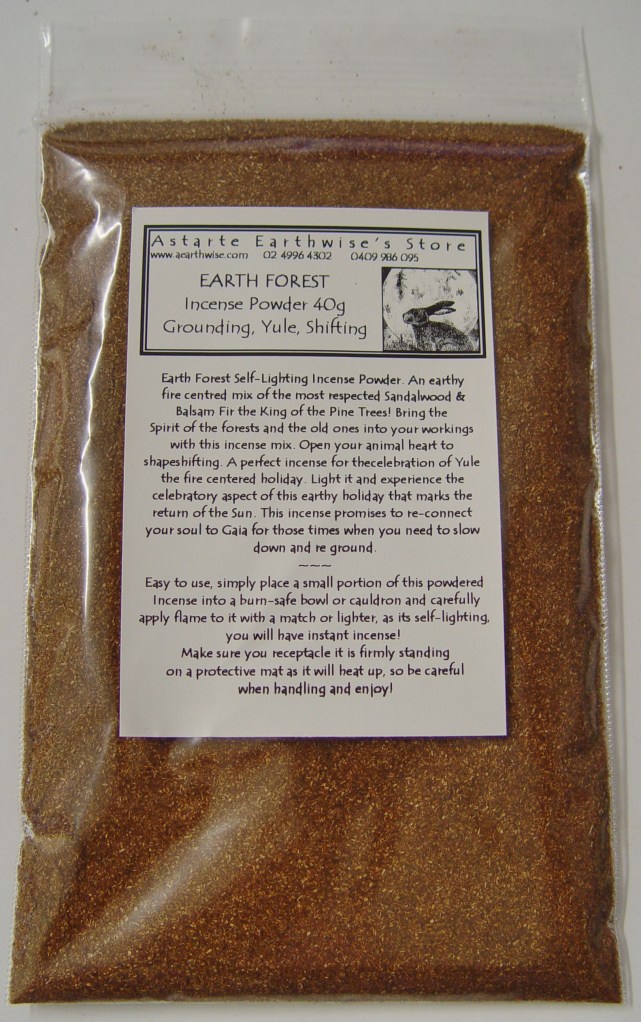 Astarte Earthwise's Store
www.aearthwise.com 02 4996 4302 0409 986 095
EARTH FOREST
Incense Powder 40g
Grounding, Yule, Shifting
Earth Forest Self-Lighting Incense Powder. An earthy
fire centred mix of the most respected Sandalwood &
Balsam Fir the King of the Pine Trees! Bring the
Spirit of the forests and the old ones into your workings
with this incense mix. Open your animal heart to
shapeshifting. A perfect incense for thecelebration of Yule
the fire centered holiday. Light it and experience the
celebratory aspect of this earthy holiday that marks the
return of the Sun. This incense promises to re-connect
your soul to Gaia for those times when you need to slow
down and re ground.
~~~
Easy to use, simply place a small portion of this powdered
Incense into a burn-safe bowl or cauldron and carefully
apply flame to it with a match or lighter, as its self-lighting,
you will have instant incense!
Make sure you receptacle it is firmly standing
on a protective mat as it will heat up, so be careful
when handling and enjoy!